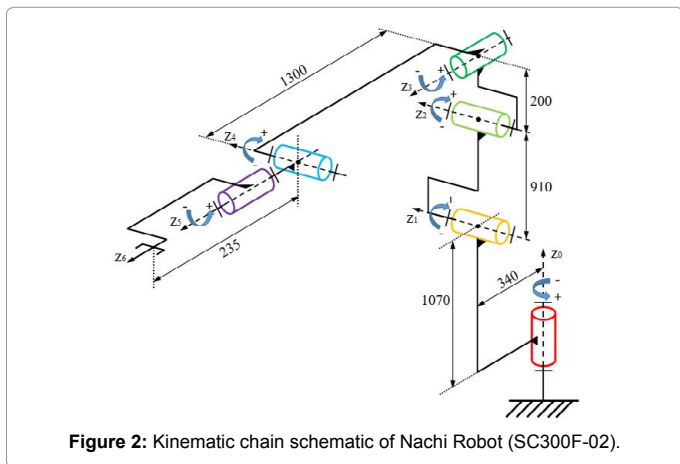 1300
+
-
Z3
200
+
Z2
-
Z4
+
-
910
-
+
Z5
Z1
-
Z6
235
Z0
340
-
+
1070
Figure 2: Kinematic chain schematic of Nachi Robot (SC300F-02).